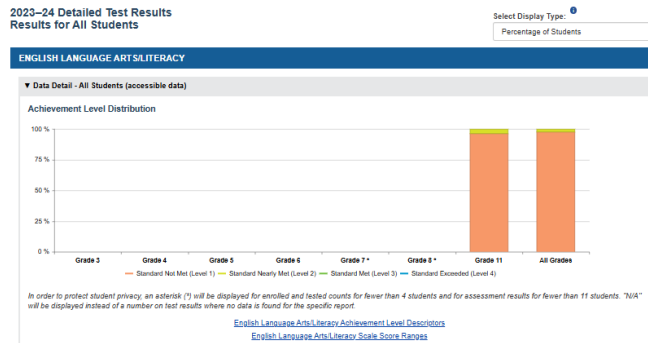 2023–24 Detailed Test Results
Results for All Students
Select Display Type:
Percentage of Students
ENGLISH LANGUAGE ARTS/LITERACY
▼ Data Detail - All Students (accessible data)
Achievement Level Distribution
100 %
75 %
50 %
25 %
0 %
Grade 3 Grade 4 Grade 5 Grade 6 Grade 7 * Grade 8 * Grade 11 All Grades
Standard Not Met (Level 1) Standard Nearly Met (Level 2) Standard Met (Level 3) Standard Exceeded (Level 4)
In order to protect student privacy, an asterisk (*) will be displayed for enrolled and tested counts for fewer than 4 students and for assessment results for fewer than 11 students. "N/A"
will be displayed instead of a number on test results where no data is found for the specific report.
English Language Arts/Literacy Achievement Level Descriptors
English Language Arts/Literacy Scale Score Ranges